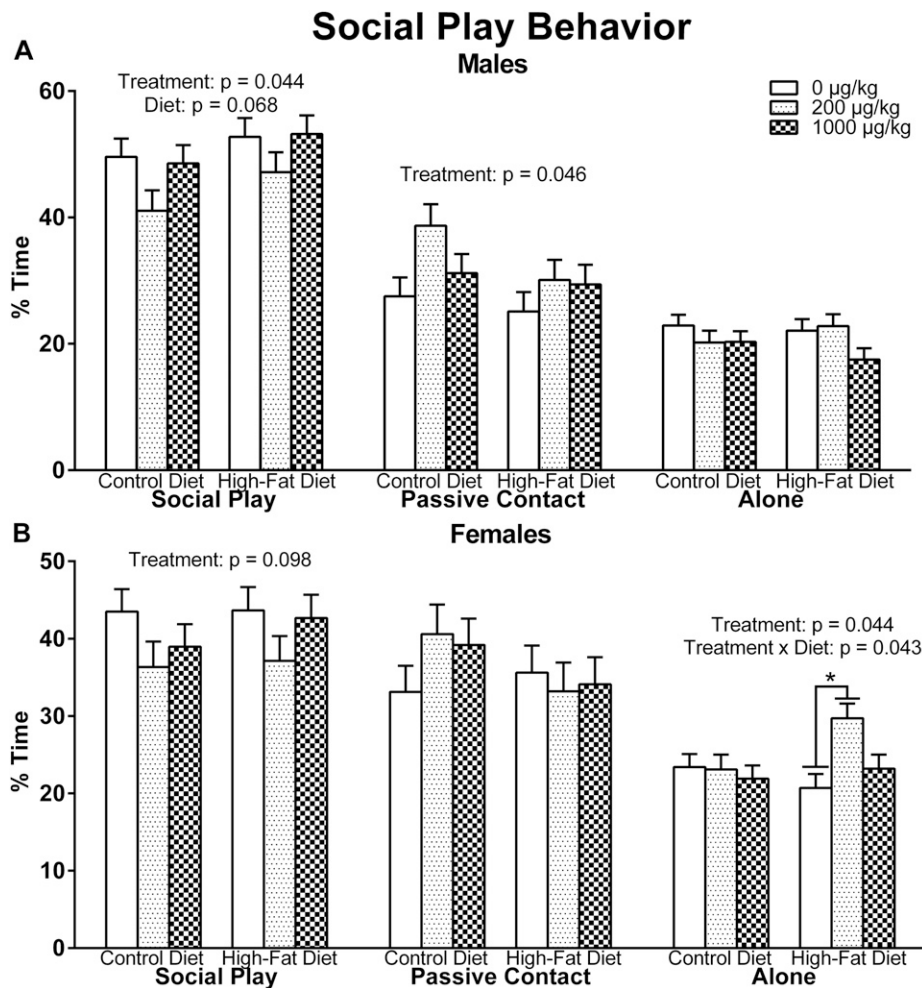 Social Play Behavior
A
Males
Treatment: p = 0.044
Diet: p = 0.068
Treatment: p = 0.046
0 µg/kg
200 µg/kg
1000 µg/kg
% Time
60
40
20
0
Control Diet High-Fat Diet Control Diet High-Fat Diet Control Diet High-Fat Diet
Social Play Passive Contact Alone
B
Females
Treatment: p = 0.098
Treatment: p = 0.044
Treatment x Diet: p = 0.043
*
% Time
50
40
30
20
10
0
Control Diet High-Fat Diet Control Diet High-Fat Diet Control Diet High-Fat Diet
Social Play Passive Contact Alone